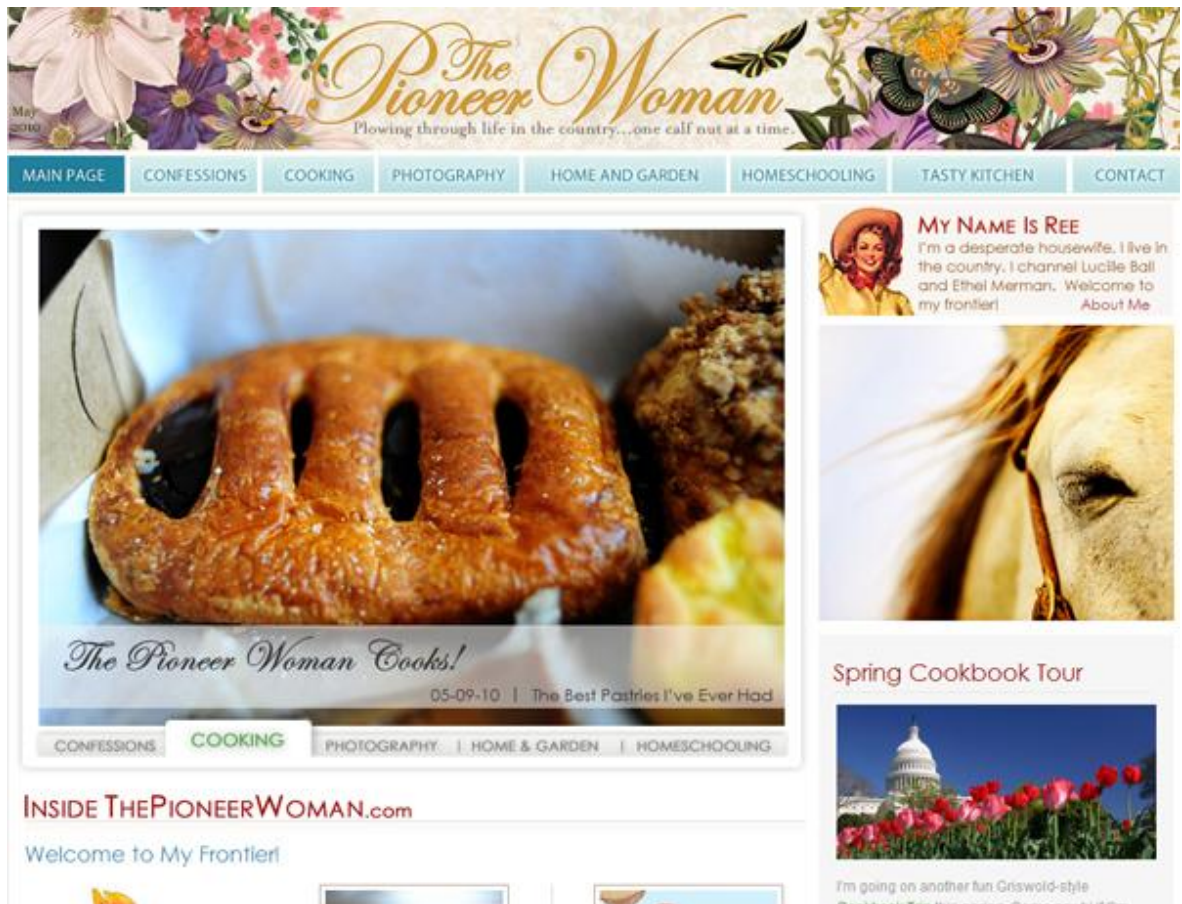 The
Pioneer Woman
May
2010
Plowing through life in the country...one calf nut at a time.
MAIN PAGE
CONFESSIONS
COOKING
PHOTOGRAPHY
HOME AND GARDEN
HOMESCHOOLING
TASTY KITCHEN
CONTACT
The Pioneer Woman Cooks!
05-09-10 | The Best Pastries I've Ever Had
CONFESSIONS
COOKING
PHOTOGRAPHY | HOME & GARDEN | HOMESCHOOLING
INSIDE THEPIONEERWOMAN.com
Welcome to My Frontier!
MY NAME IS REE
I'm a desperate housewife. I live in
the country. I channel Lucille Ball
and Ethel Merman. Welcome to
my frontier! About Me
Spring Cookbook Tour
I'm going on another fun Griswold-style